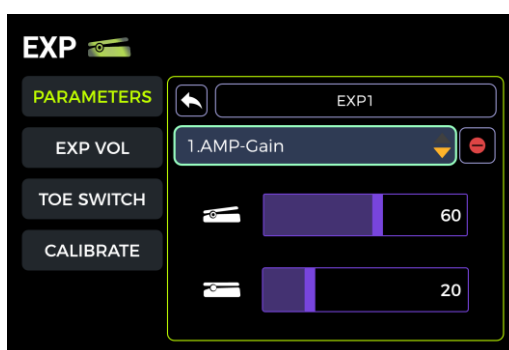 EXP
PARAMETERS
EXP VOL
TOE SWITCH
CALIBRATE
EXP1
1.AMP-Gain
60
20